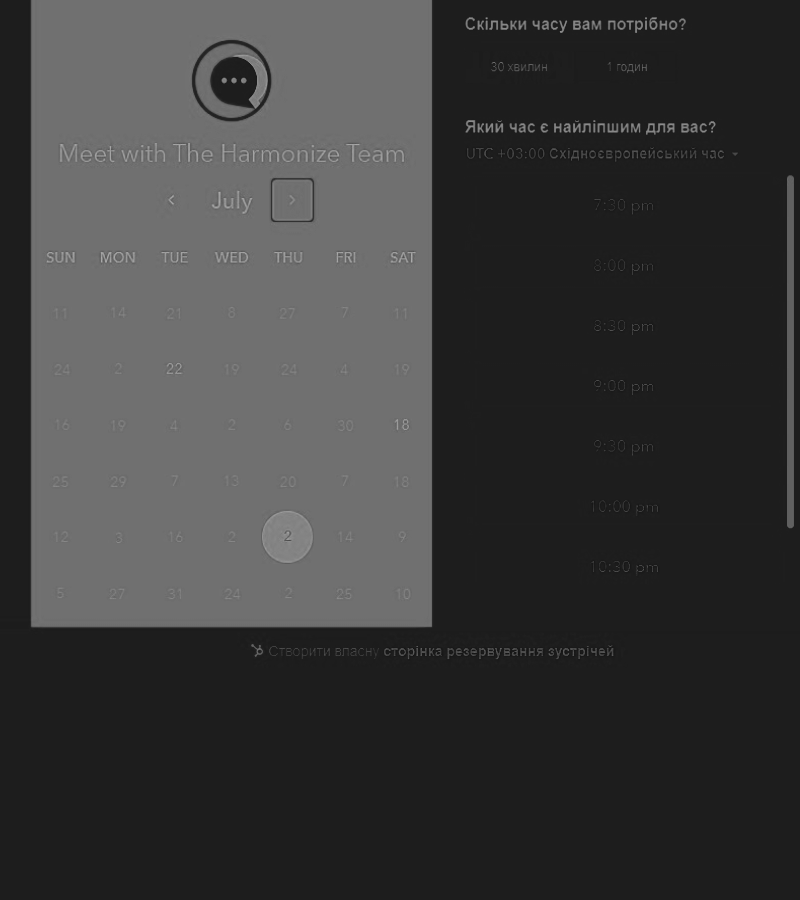 Meet with The Harmonize Team
July
SUN MON TUE WED THU FRI SAT
11 14 21 8 27 7 11
24 2 22 19 24 4 19
16 19 4 2 6 30 18
25 29 7 13 20 7 18
12 3 16 2 2 14 9
5 27 31 24 2 25 10
Скільки часу вам потрібно?
30 хвилин 1 годин
Який час є найліпшим для вас?
UTC +03:00 Східноєвропейський час
7:30 pm
8:00 pm
8:30 pm
9:00 pm
9:30 pm
10:00 pm
10:30 pm
Створити власну сторінка резервування зустрічей